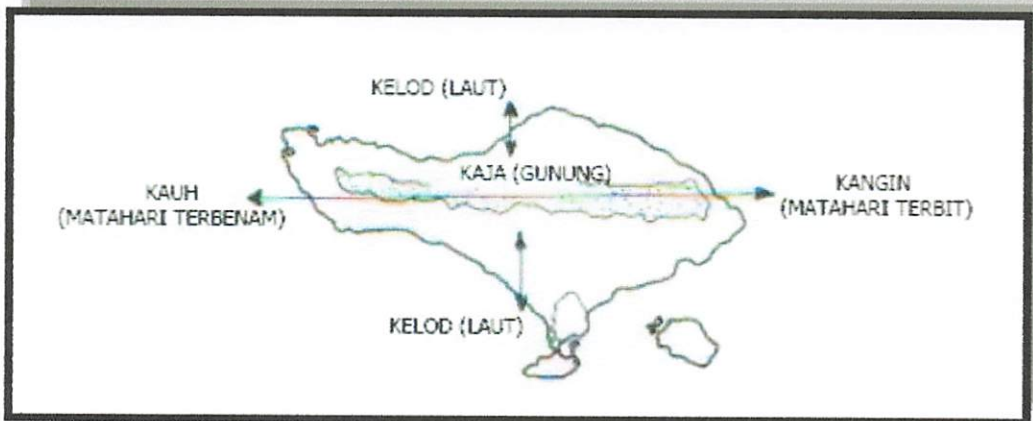 KELOD (LAUT)
KAJA (GUNUNG)
KAUH
(MATAHARI TERBENAM)
KANGIN
(MATAHARI TERBIT)
KELOD (LAUT)